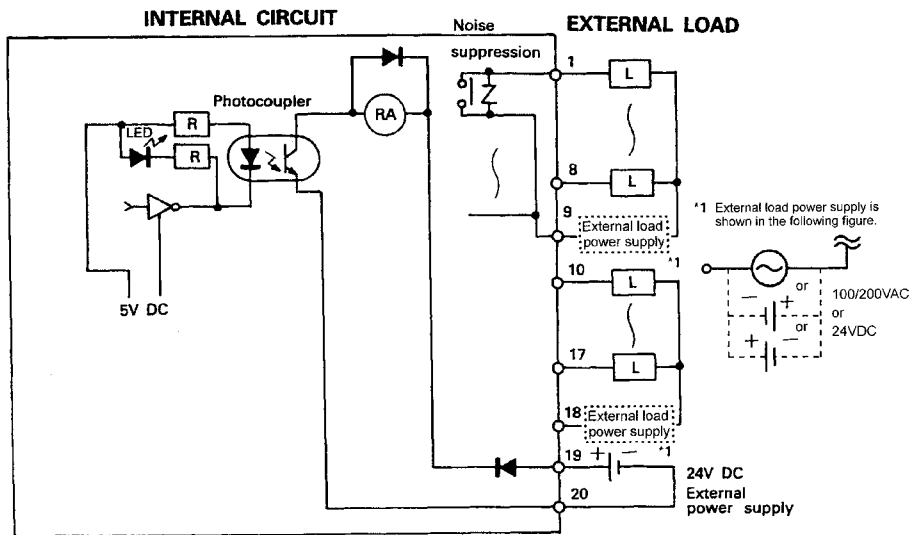 INTERNAL CIRCUIT
Noise
suppression
EXTERNAL LOAD
Photocoupler
LED
R
R
RA
5V DC
1
L
8
L
9
External load
power supply
*1
10
L
17
L
18
External load
power supply
*1
19
+ −
20
24V DC
External
power supply
*1 External load power supply is
shown in the following figure.
or
− +
or
+ −
100/200VAC
or
24VDC